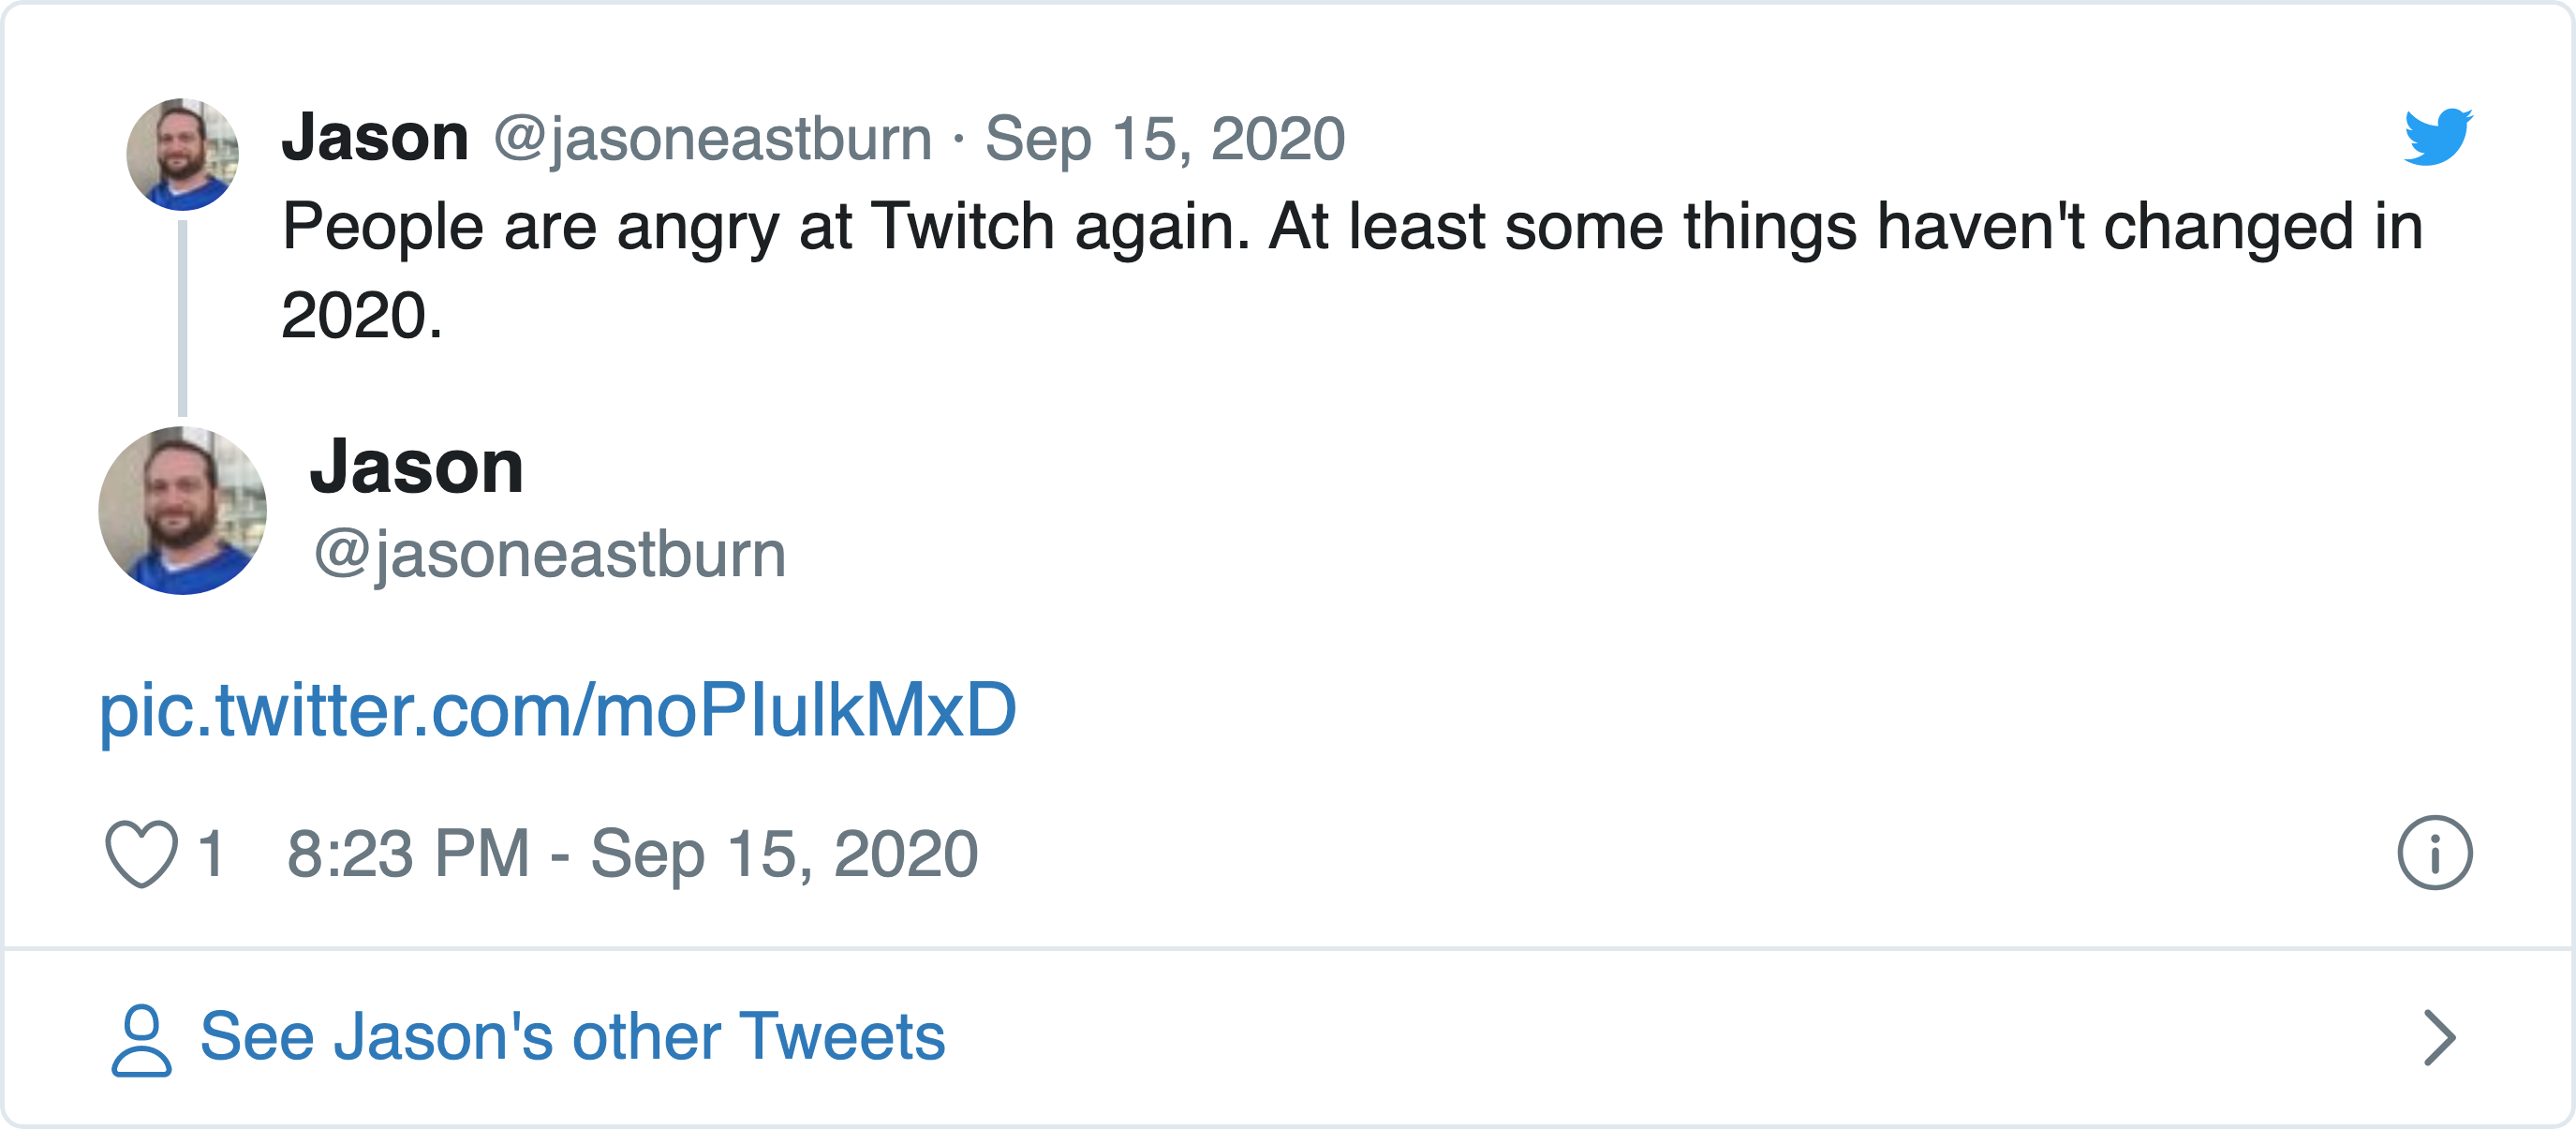 Jason @jasoneastburn · Sep 15, 2020
People are angry at Twitch again. At least some things haven't changed in
2020.
Jason
@jasoneastburn
pic.twitter.com/moPIulkMxD
1 8:23 PM - Sep 15, 2020
See Jason's other Tweets